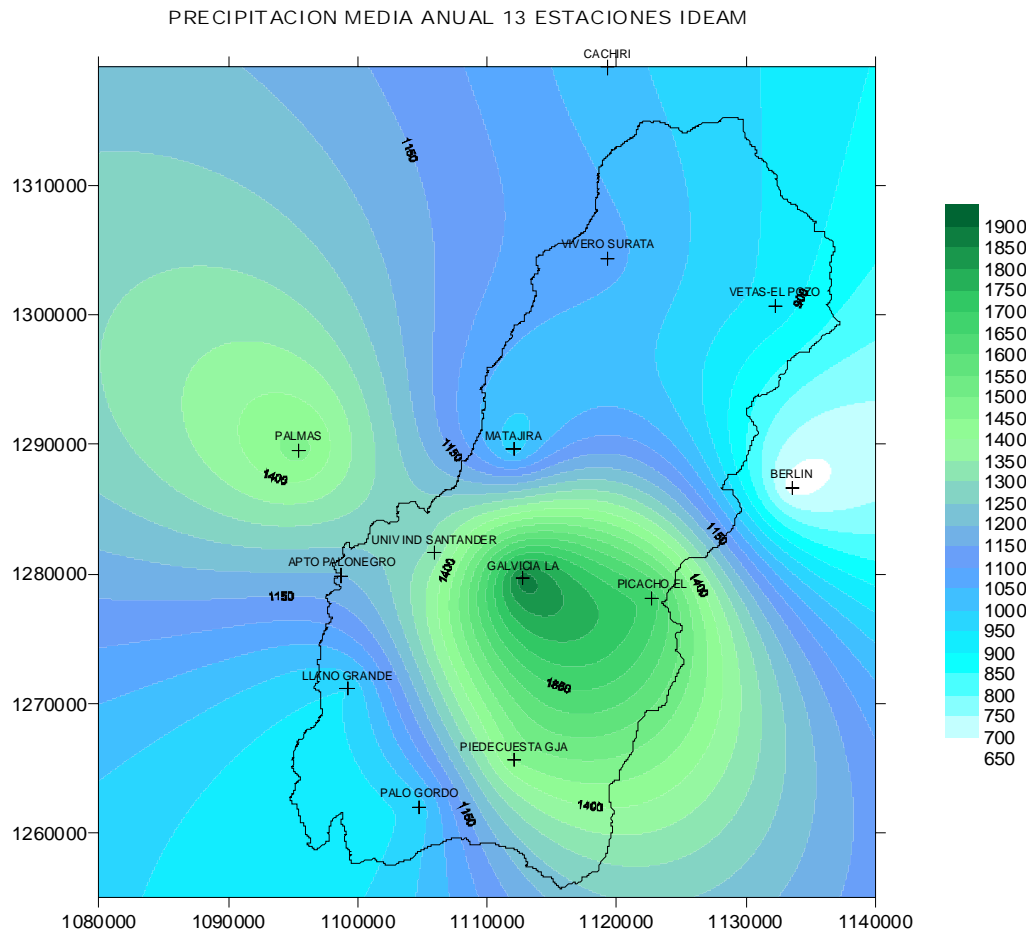 PRECIPITACION MEDIA ANUAL 13 ESTACIONES IDEAM
CACHIRI
1150
1310000
VIVERO SURATA
VETAS-EL POZO
900
1300000
1290000
PALMAS
1400
1150
MATAJIRA
BERLIN
1150
UNIV IND SANTANDER
1400
APTO PALONEGRO
GALVICIA LA
PICACHO EL
1400
1280000
1150
LLANO GRANDE
1650
1270000
PIEDECUESTA GJA
PALO GORDO
1150
1400
1260000
1080000 1090000 1100000 1110000 1120000 1130000 1140000
1900
1850
1800
1750
1700
1650
1600
1550
1500
1450
1400
1350
1300
1250
1200
1150
1100
1050
1000
950
900
850
800
750
700
650